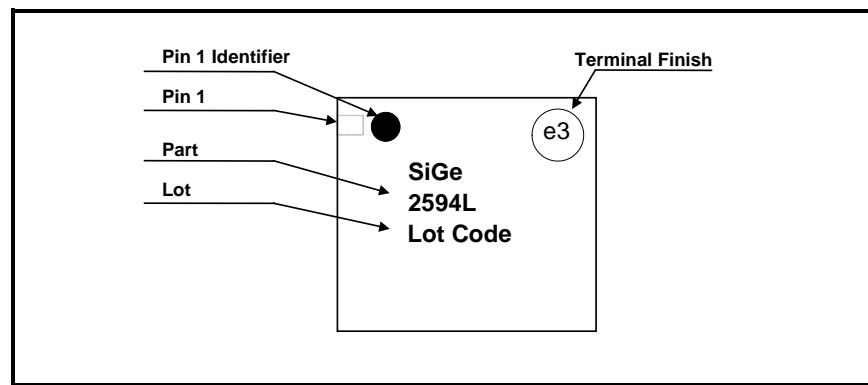 Pin 1 Identifier
Terminal Finish
Pin 1
e3
Part
SiGe
2594L
Lot
Lot Code